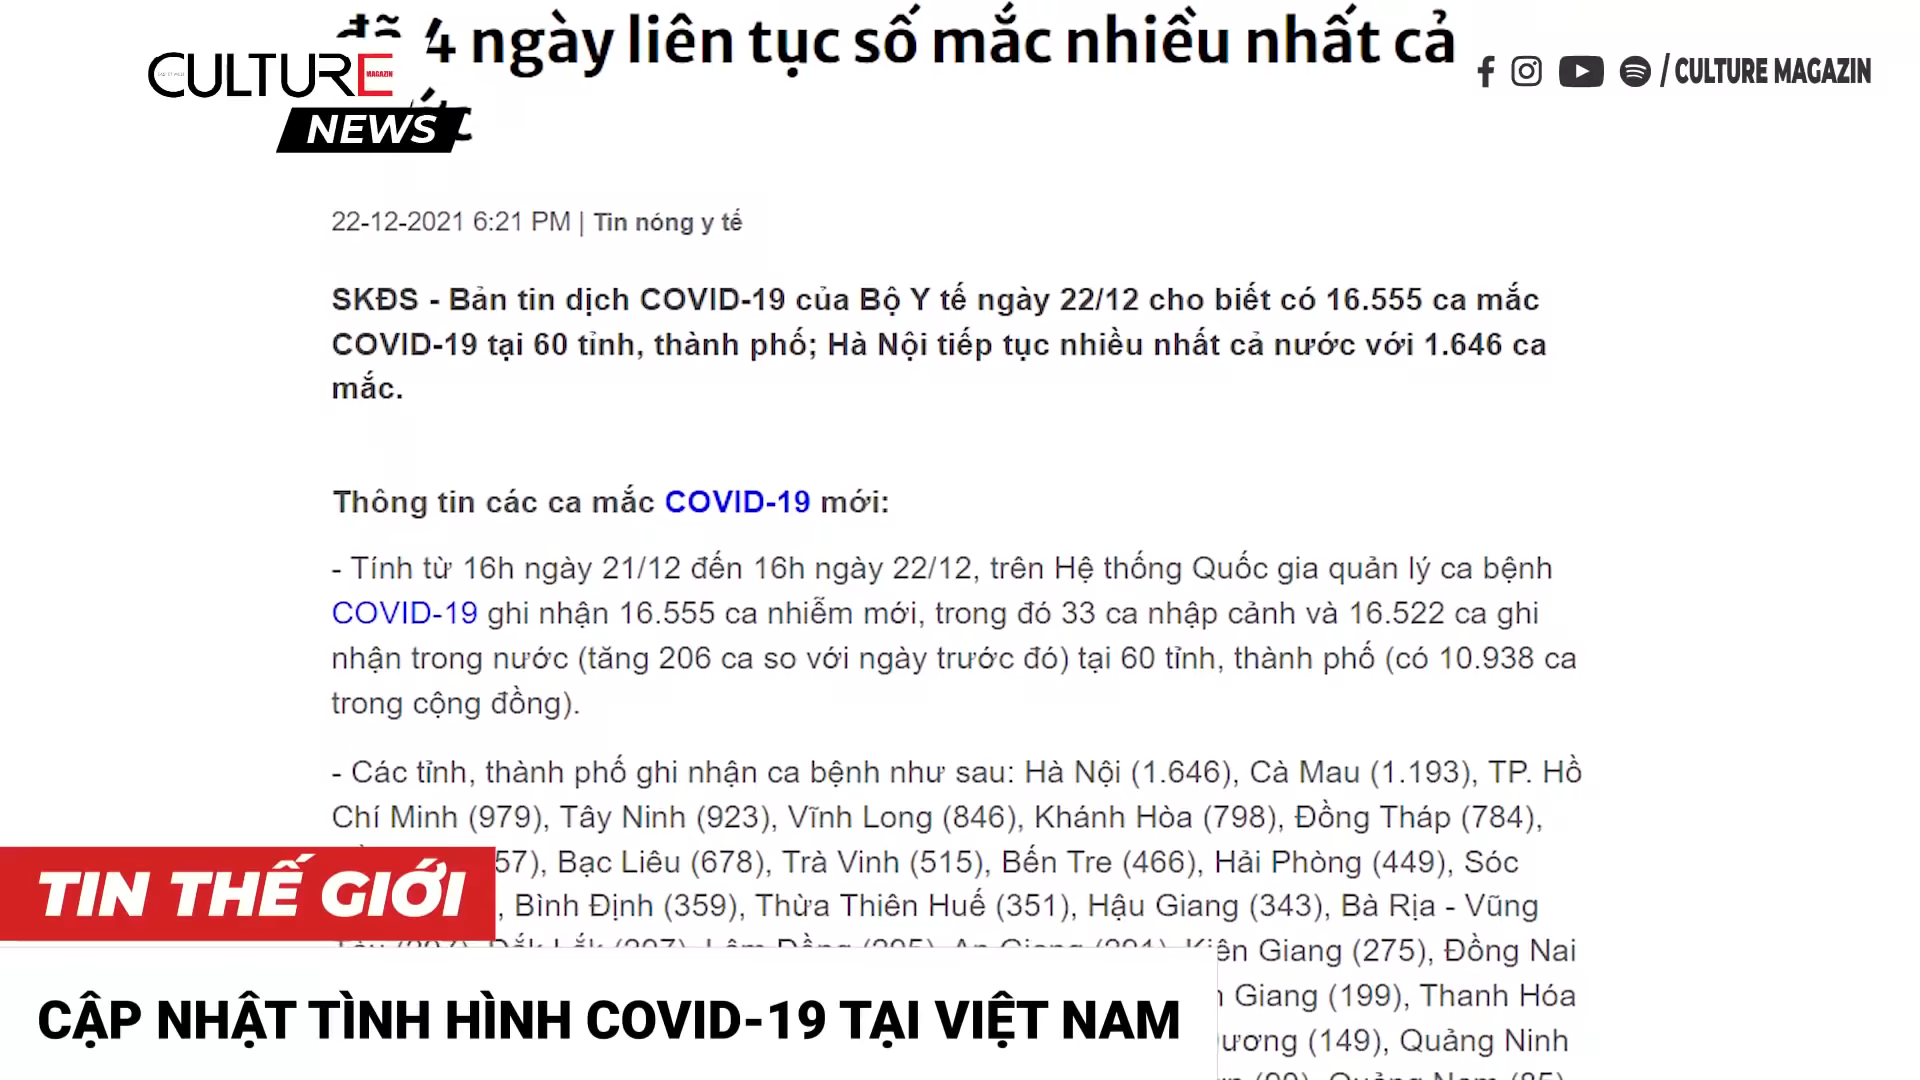 đã 4 ngày liên tục số mắc nhiều nhất cả
CULTURE
MAGAZIN
NEWS
/ CULTURE MAGAZIN
22-12-2021 6:21 PM | Tin nóng y tế
SKĐS - Bản tin dịch COVID-19 của Bộ Y tế ngày 22/12 cho biết có 16.555 ca mắc
COVID-19 tại 60 tỉnh, thành phố; Hà Nội tiếp tục nhiều nhất cả nước với 1.646 ca
mắc.
Thông tin các ca mắc COVID-19 mới:
- Tính từ 16h ngày 21/12 đến 16h ngày 22/12, trên Hệ thống Quốc gia quản lý ca bệnh
COVID-19 ghi nhận 16.555 ca nhiễm mới, trong đó 33 ca nhập cảnh và 16.522 ca ghi
nhận trong nước (tăng 206 ca so với ngày trước đó) tại 60 tỉnh, thành phố (có 10.938 ca
trong cộng đồng).
- Các tỉnh, thành phố ghi nhận ca bệnh như sau: Hà Nội (1.646), Cà Mau (1.193), TP. Hồ
Chí Minh (979), Tây Ninh (923), Vĩnh Long (846), Khánh Hòa (798), Đồng Tháp (784),
57), Bạc Liêu (678), Trà Vinh (515), Bến Tre (466), Hải Phòng (449), Sóc
, Bình Định (359), Thừa Thiên Huế (351), Hậu Giang (343), Bà Rịa - Vũng
Kiên Giang (275), Đồng Nai
Giang (199), Thanh Hóa
ương (149), Quảng Ninh
TIN THẾ GIỚI
CẬP NHẬT TÌNH HÌNH COVID-19 TẠI VIỆT NAM